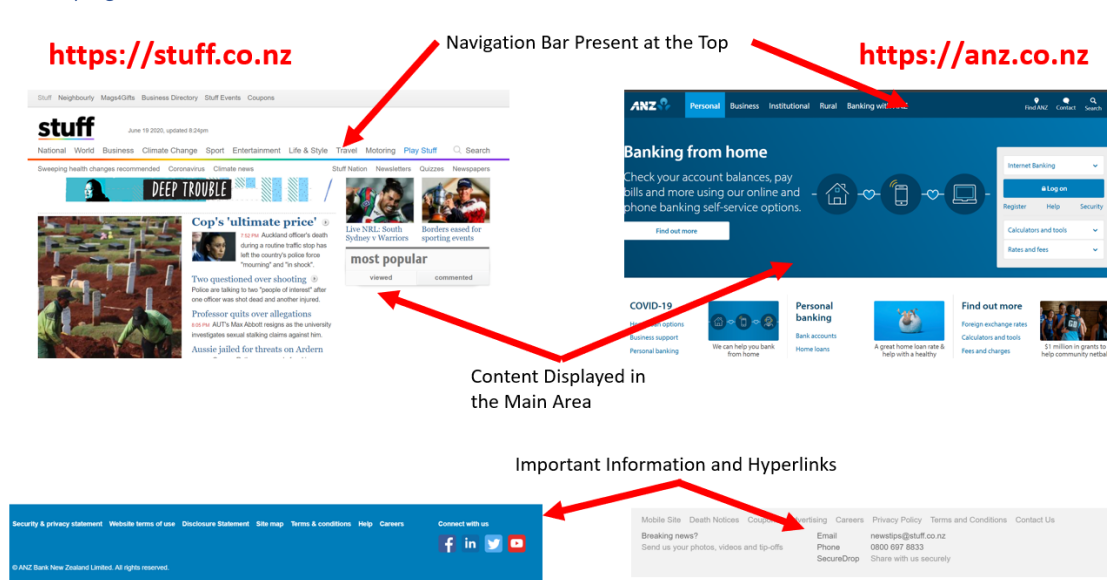 https://stuff.co.nz
Navigation Bar Present at the Top
https://anz.co.nz
Stuff Neighbourly Mags4Gifts Business Directory Stuff Events Coupons
stuff
June 19 2020, updated 8:24pm
National World Business Climate Change Sport Entertainment Life & Style Travel Motoring Play Stuff Search
Sweeping health changes recommended Coronavirus Climate news Stuff Nation Newsletters Quizzes Newspapers
DEEP TROUBLE
Cop's 'ultimate price'
7:52 PM Auckland officer's death
during a routine traffic stop has
left the country's police force
"mourning" and "in shock".
Two questioned over shooting
Police are talking to two "people of interest" after
one officer was shot dead and another injured.
Professor quits over allegations
6:05 PM AUT's Max Abbott resigns as the university
investigates sexual stalking claims against him.
Aussie jailed for threats on Ardern
Live NRL: South
Sydney v Warriors
Borders eased for
sporting events
most popular
viewed commented
ANZ Personal Business Institutional Rural Banking with ANZ Find ANZ Contact Search
Banking from home
Check your account balances, pay
bills and more using our online and
phone banking self-service options.
Find out more
Internet Banking
Log on
Register Help Security
Calculators and tools
Rates and fees
COVID-19
options
Business support
Personal banking
We can help you bank
from home
Personal
banking
Bank accounts
Home loans
A great home loan rate &
help with a healthy
Find out more
Foreign exchange rates
Calculators and tools
Fees and charges
$1 million in grants to
help community netbal
Content Displayed in
the Main Area
Important Information and Hyperlinks
Security & privacy statement Website terms of use Disclosure Statement Site map Terms & conditions Help Careers Connect with us
© ANZ Bank New Zealand Limited. All rights reserved.
Mobile Site Death Notices Advertising Careers Privacy Policy Terms and Conditions Contact Us
Breaking news?
Send us your photos, videos and tip-offs
Email newstips@stuff.co.nz
Phone 0800 697 8833
SecureDrop Share with us securely